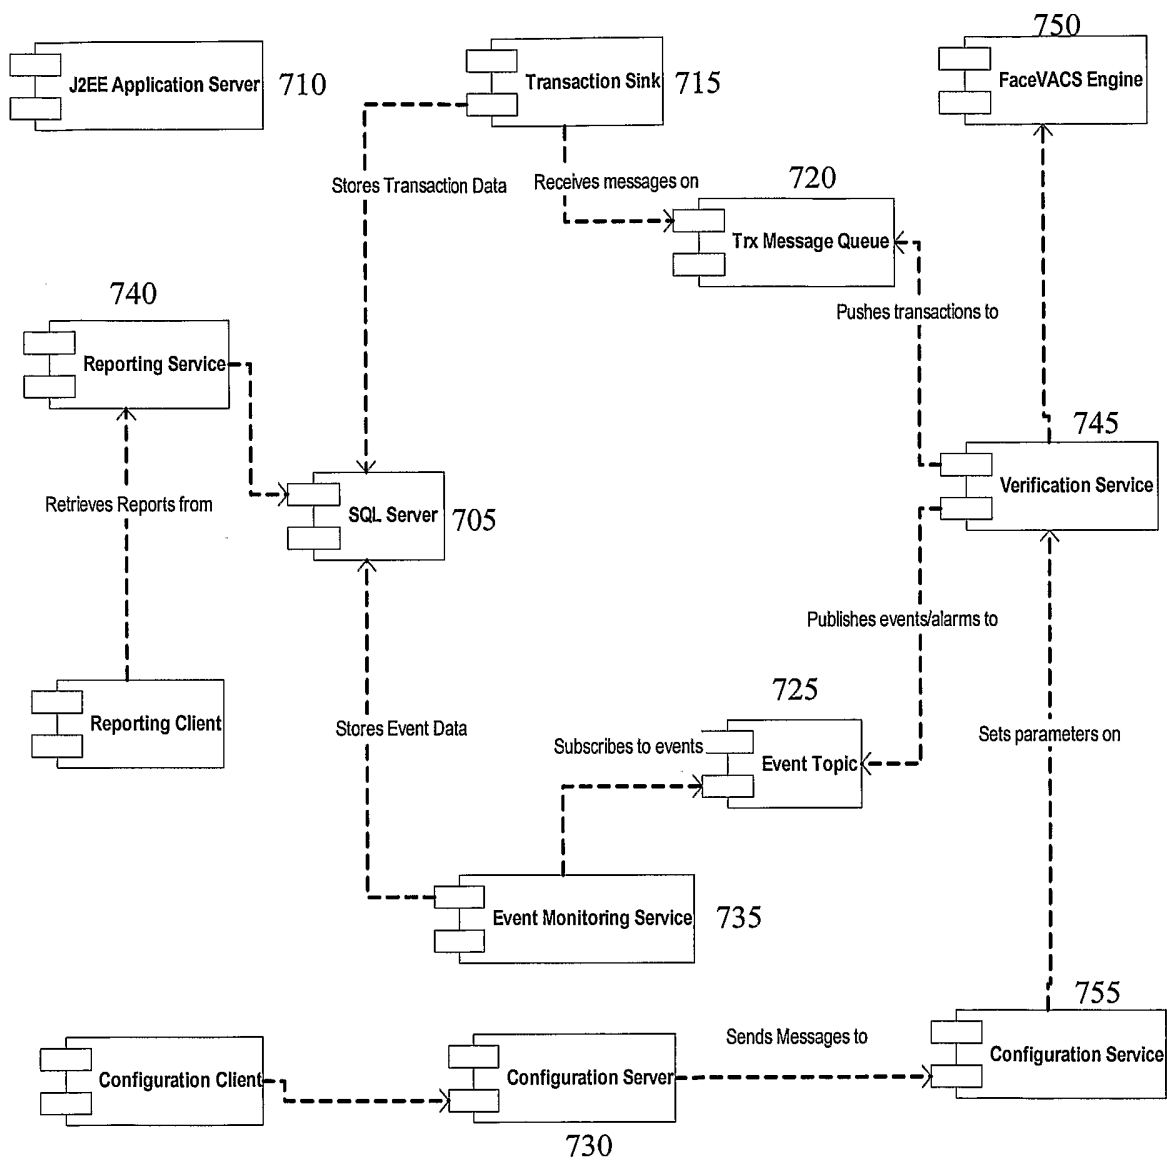 750
J2EE Application Server
710
Transaction Sink
715
FaceVACS Engine
Stores Transaction Data
Receives messages on
720
Trx Message Queue
740
Pushes transactions to
Reporting Service
745
Verification Service
Retrieves Reports from
SQL Server
705
Publishes events/alarms to
725
Reporting Client
Stores Event Data
Subscribes to events
Event Topic
Sets parameters on
Event Monitoring Service
735
755
Sends Messages to
Configuration Client
Configuration Server
Configuration Service
730